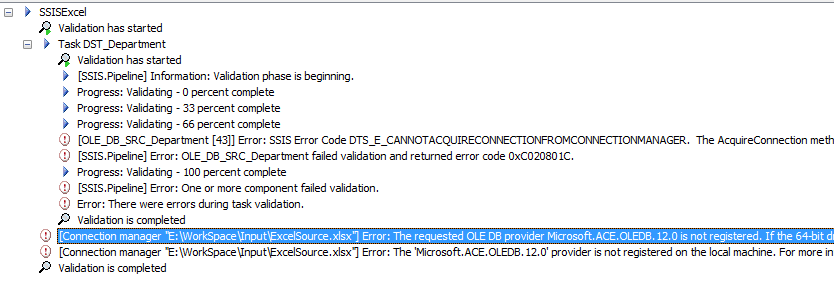 SSISExcel
Validation has started
Task DST_Department
Validation has started
[SSIS.Pipeline] Information: Validation phase is beginning.
Progress: Validating - 0 percent complete
Progress: Validating - 33 percent complete
Progress: Validating - 66 percent complete
[OLE_DB_SRC_Department [43]] Error: SSIS Error Code DTS_E_CANNOTACQUIRECONNECTIONFROMCONNECTIONMANAGER. The AcquireConnection meth
[SSIS.Pipeline] Error: OLE_DB_SRC_Department failed validation and returned error code 0xC020801C.
Progress: Validating - 100 percent complete
[SSIS.Pipeline] Error: One or more component failed validation.
Error: There were errors during task validation.
Validation is completed
[Connection manager "E:\WorkSpace\Input\ExcelSource.xlsx"] Error: The requested OLE DB provider Microsoft.ACE.OLEDB.12.0 is not registered. If the 64-bit d
[Connection manager "E:\WorkSpace\Input\ExcelSource.xlsx"] Error: The 'Microsoft.ACE.OLEDB.12.0' provider is not registered on the local machine. For more in
Validation is completed